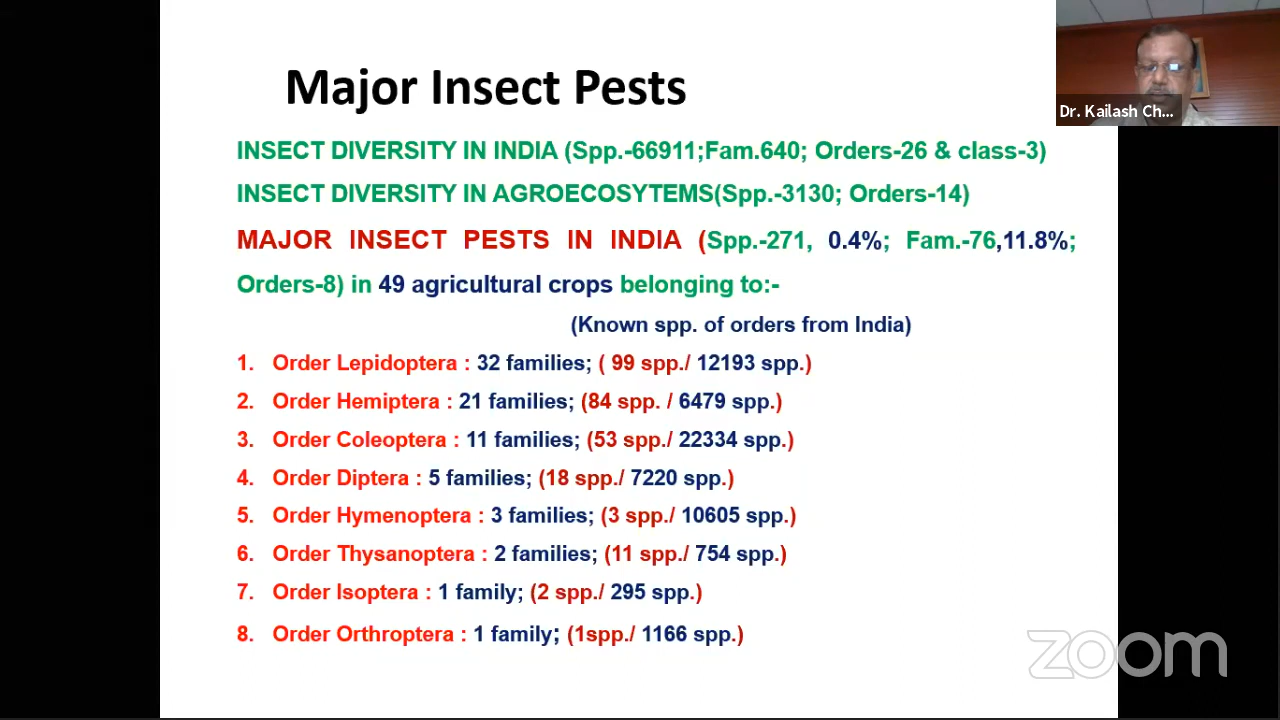 Major Insect Pests
Dr. Kailash Ch...
INSECT DIVERSITY IN INDIA (Spp.-66911;Fam.640; Orders-26 & class-3)
INSECT DIVERSITY IN AGROECOSYTEMS(Spp.-3130; Orders-14)
MAJOR INSECT PESTS IN INDIA (Spp.-271, 0.4%; Fam.-76,11.8%;
Orders-8) in 49 agricultural crops belonging to:-
(Known spp. of orders from India)
1. Order Lepidoptera : 32 families; ( 99 spp./ 12193 spp.)
2. Order Hemiptera : 21 families; (84 spp. / 6479 spp.)
3. Order Coleoptera : 11 families; (53 spp./ 22334 spp.)
4. Order Diptera : 5 families; (18 spp./ 7220 spp.)
5. Order Hymenoptera : 3 families; (3 spp./ 10605 spp.)
6. Order Thysanoptera : 2 families; (11 spp./ 754 spp.)
7. Order Isoptera : 1 family; (2 spp./ 295 spp.)
8. Order Orthroptera : 1 family; (1spp./ 1166 spp.)
zoom